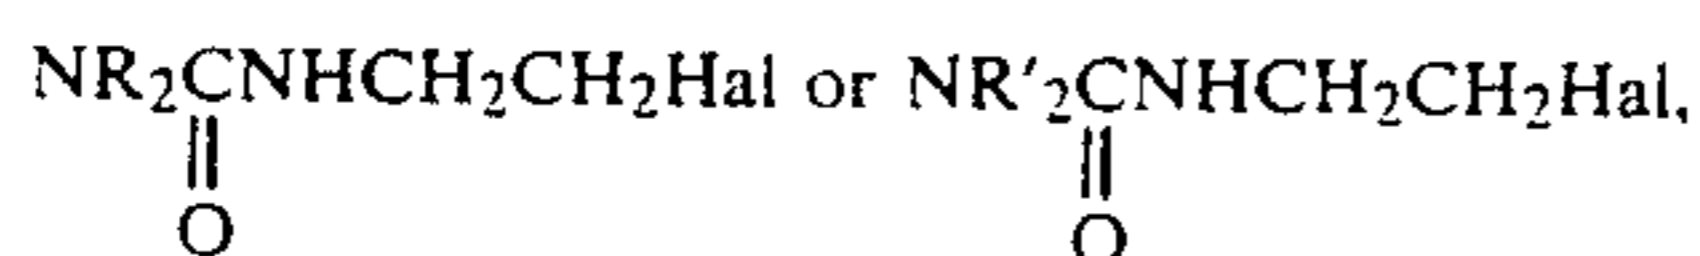 NR₂CNHCH₂CH₂Hal or NR′₂CNHCH₂CH₂Hal,
O O